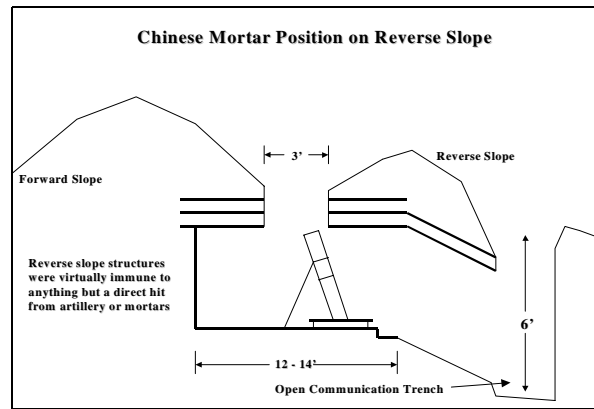 Chinese Mortar Position on Reverse Slope
3’
Reverse Slope
Forward Slope
Reverse slope structures
were virtually immune to
anything but a direct hit
from artillery or mortars
6’
12 - 14’
Open Communication Trench